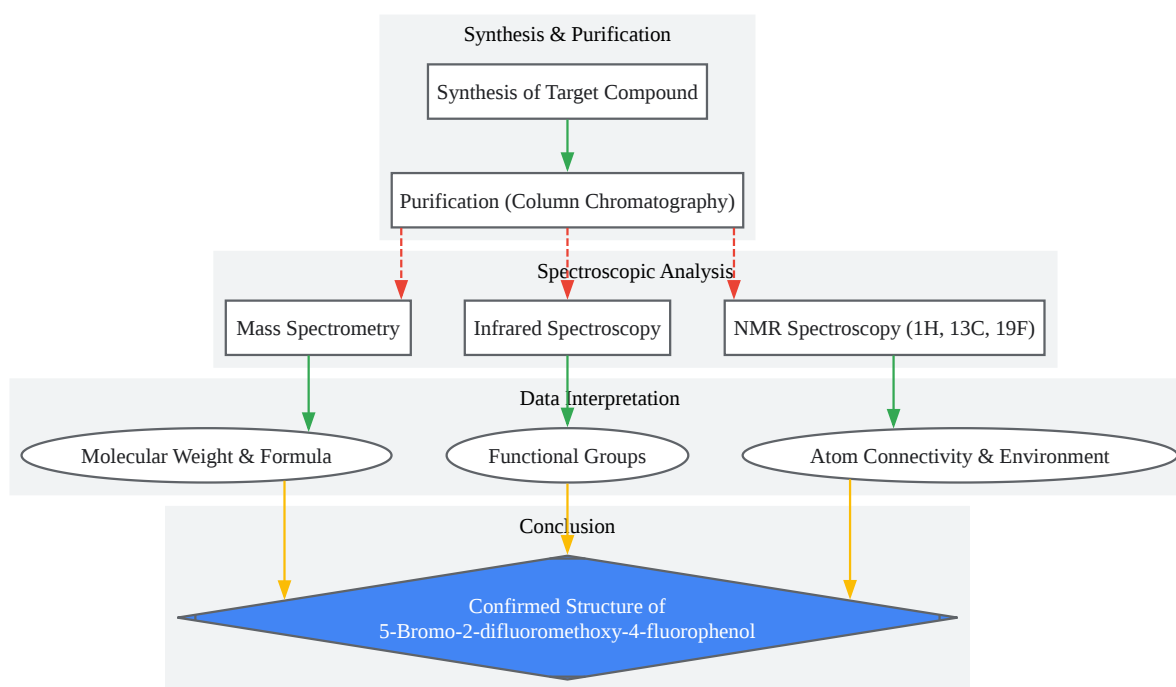 Synthesis & Purification
Synthesis of Target Compound
Purification (Column Chromatography)
Spectroscopic Analysis
Mass Spectrometry
Infrared Spectroscopy
NMR Spectroscopy (1H, 13C, 19F)
Data Interpretation
Molecular Weight & Formula
Functional Groups
Atom Connectivity & Environment
Conclusion
Confirmed Structure of
5-Bromo-2-difluoromethoxy-4-fluorophenol